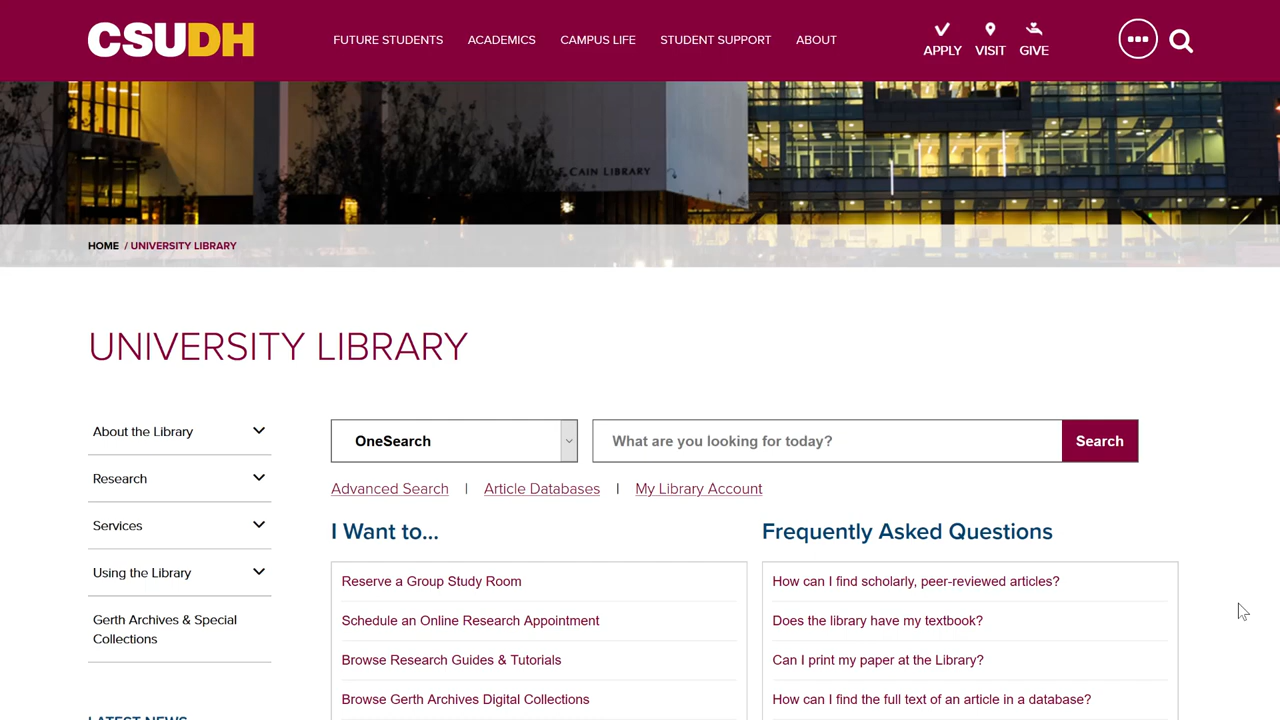 CSUDH
FUTURE STUDENTS ACADEMICS CAMPUS LIFE STUDENT SUPPORT ABOUT
APPLY VISIT GIVE
CAIN LIBRARY
HOME / UNIVERSITY LIBRARY
UNIVERSITY LIBRARY
About the Library
Research
Services
Using the Library
Gerth Archives & Special
Collections
LATEST NEWS
OneSearch
What are you looking for today?
Search
Advanced Search | Article Databases | My Library Account
I Want to...
Reserve a Group Study Room
Schedule an Online Research Appointment
Browse Research Guides & Tutorials
Browse Gerth Archives Digital Collections
Frequently Asked Questions
How can I find scholarly, peer-reviewed articles?
Does the library have my textbook?
Can I print my paper at the Library?
How can I find the full text of an article in a database?